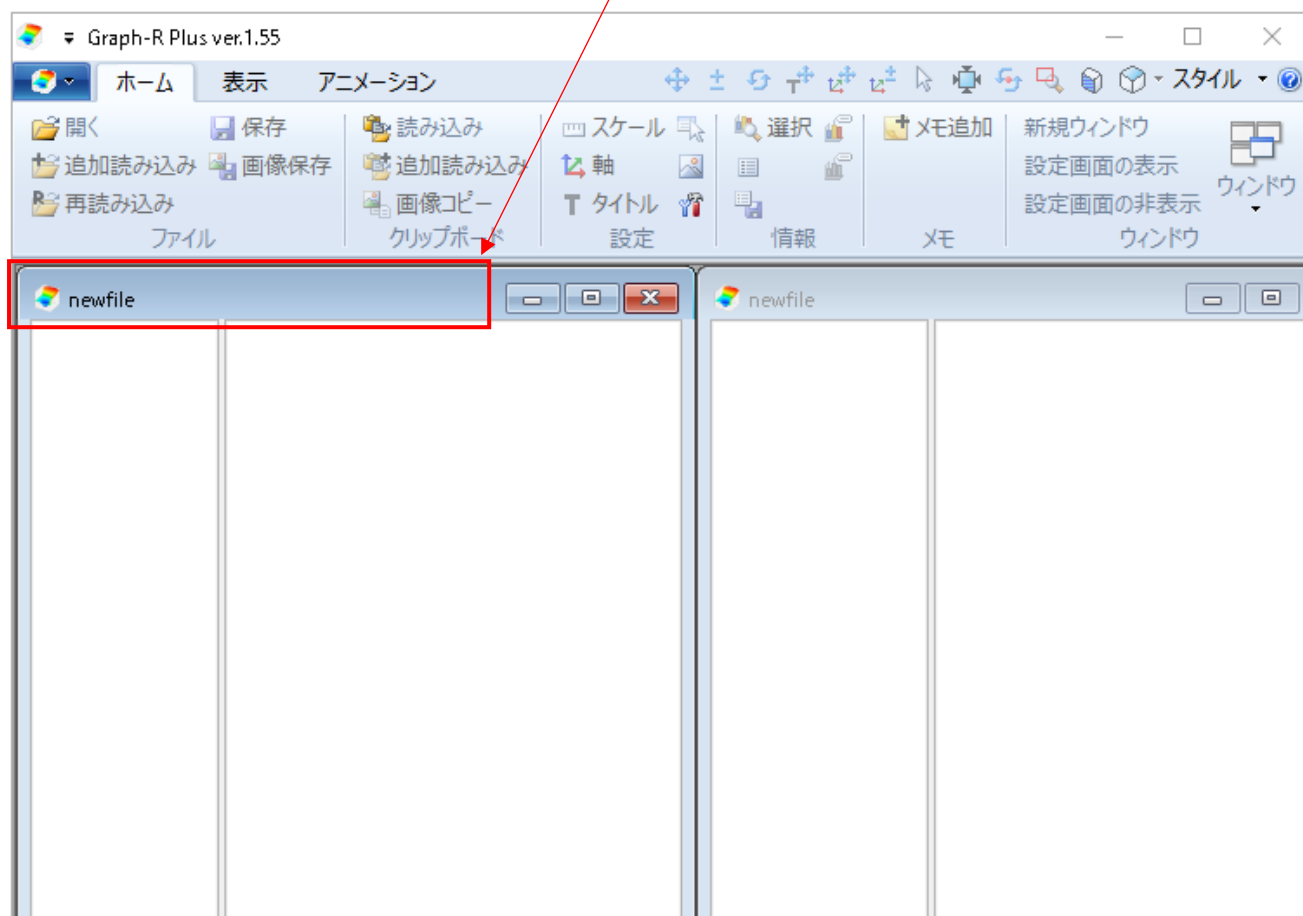 Graph-R Plus ver.1.55
ホーム 表示 アニメーション スタイル
開く 保存 読み込み スケール 選択 メモ追加 新規ウィンドウ
追加読み込み 画像保存 追加読み込み 軸 設定画面の表示
再読み込み 画像コピー タイトル 設定画面の非表示 ウィンドウ
ファイル クリップボード 設定 情報 メモ ウィンドウ
newfile newfile